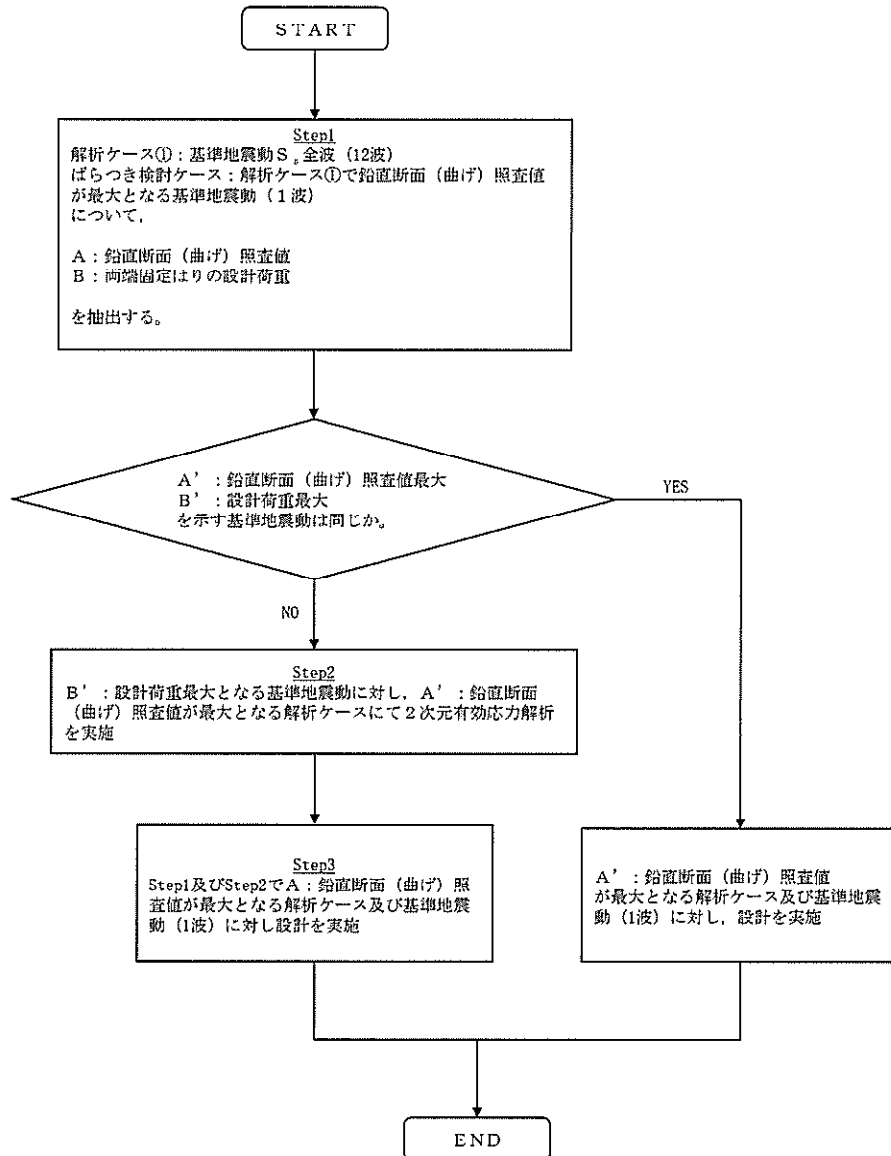 START
Step1
解析ケース①：基準地震動Ｓs全波（12波）
ばらつき検討ケース：解析ケース①で鉛直断面（曲げ）照査値
が最大となる基準地震動（１波）
について，
Ａ：鉛直断面（曲げ）照査値
Ｂ：両端固定はりの設計荷重
を抽出する。
Ａ’：鉛直断面（曲げ）照査値最大
Ｂ’：設計荷重最大
を示す基準地震動は同じか。
YES
NO
Step2
Ｂ’：設計荷重最大となる基準地震動に対し，Ａ’：鉛直断面
（曲げ）照査値が最大となる解析ケースにて２次元有効応力解析
を実施
Step3
Step1及びStep2でＡ：鉛直断面（曲げ）照
査値が最大となる解析ケース及び基準地震
動（1波）に対し設計を実施
Ａ’：鉛直断面（曲げ）照査値
が最大となる解析ケース及び基準地震
動（1波）に対し，設計を実施
END